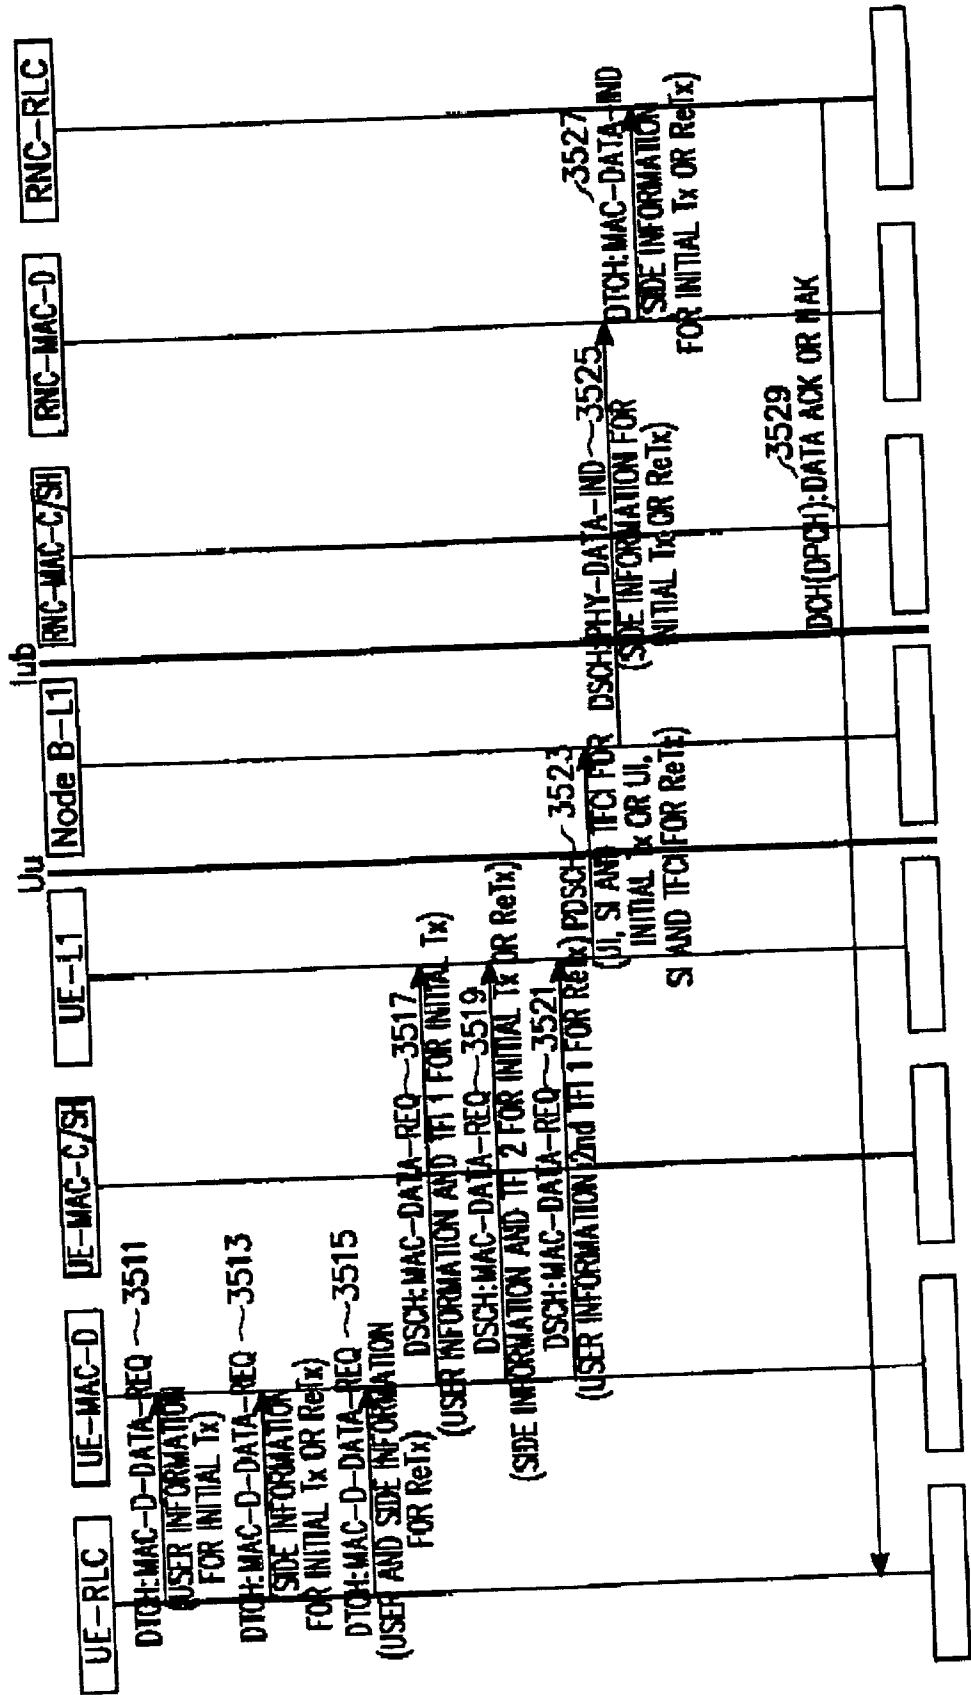 UE-RLC
UE-MAC-D
UE-MAC-C/SH
UE-L1
Uu
Node B-L1
Iub
RNC-MAC-C/SH
RNC-MAC-D
RNC-RLC
DTCH:MAC-D-DATA-REQ 3511
(USER INFORMATION
FOR INITIAL Tx)
DTCH:MAC-D-DATA-REQ 3513
(SIDE INFORMATION
FOR INITIAL Tx OR ReTx)
DTCH:MAC-D-DATA-REQ 3515
(USER AND SIDE INFORMATION
FOR ReTx)
DSCH:MAC-DATA-REQ 3517
(USER INFORMATION AND TFI 1 FOR INITIAL Tx)
DSCH:MAC-DATA-REQ 3519
(SIDE INFORMATION AND TFI 2 FOR INITIAL Tx OR ReTx)
DSCH:MAC-DATA-REQ 3521
(USER INFORMATION 2nd TFI 1 FOR ReTx)
PDSCH 3523
(UI, SI AND TFCI FOR
INITIAL Tx OR UI,
SI AND TFCI FOR ReTx)
DSCH:PHY-DATA-IND 3525
(SIDE INFORMATION FOR
INITIAL Tx OR ReTx)
3527
DTCH:MAC-DATA-IND
(SIDE INFORMATION
FOR INITIAL Tx OR ReTx)
3529
DCH(DPCH):DATA ACK OR NAK